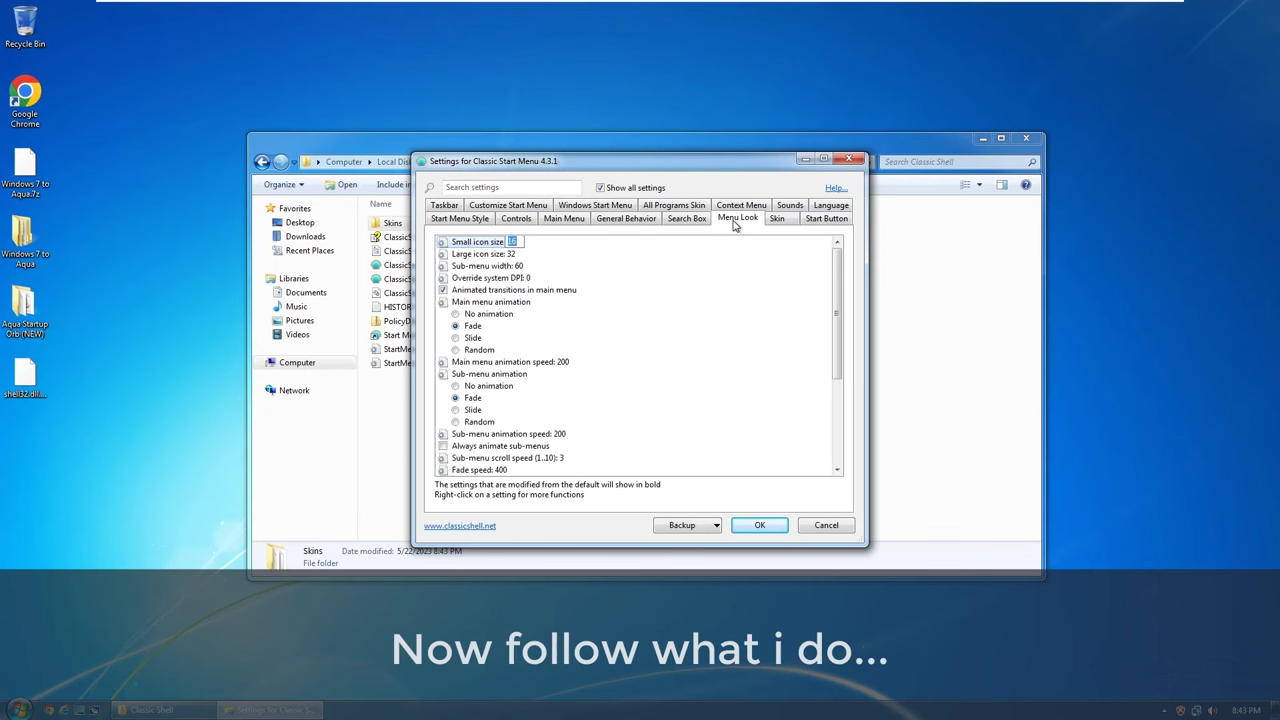 Recycle Bin
Google
Chrome
Windows 7 to
Aqua.7z
Windows 7 to
Aqua
Aqua Startup
Orb (NEW)
shell32.dll....
Computer
Local Dis
Search Classic Shell
Organize
Open
Include in
Favorites
Desktop
Downloads
Recent Places
Libraries
Documents
Music
Pictures
Videos
Computer
Network
Name
Skins
ClassicS
ClassicS
ClassicS
ClassicS
ClassicS
HISTOR
PolicyD
Start Me
StartMe
StartMe
Settings for Classic Start Menu 4.3.1
Search settings
Show all settings
Help...
Taskbar
Customize Start Menu
Windows Start Menu
All Programs Skin
Context Menu
Sounds
Language
Start Menu Style
Controls
Main Menu
General Behavior
Search Box
Menu Look
Skin
Start Button
Small icon size 16
Large icon size: 32
Sub-menu width: 60
Override system DPI: 0
Animated transitions in main menu
Main menu animation
No animation
Fade
Slide
Random
Main menu animation speed: 200
Sub-menu animation
No animation
Fade
Slide
Random
Sub-menu animation speed: 200
Always animate sub-menus
Sub-menu scroll speed (1..10): 3
Fade speed: 400
The settings that are modified from the default will show in bold
Right-click on a setting for more functions
www.classicshell.net
Backup
OK
Cancel
Skins
Date modified: 5/22/2023 8:43 PM
File folder
Now follow what i do...
Classic Shell
Settings for Classic S...
8:43 PM